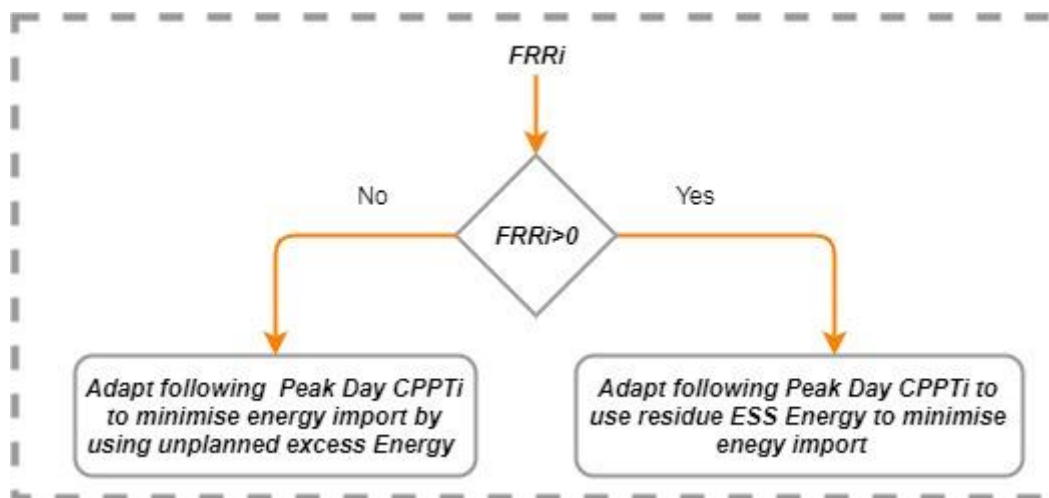 FRRi
No
Yes
FRRi>0
Adapt following Peak Day CPPTi
to minimise energy import by
using unplanned excess Energy
Adapt following Peak Day CPPTi to
use residue ESS Energy to minimise
enegy import